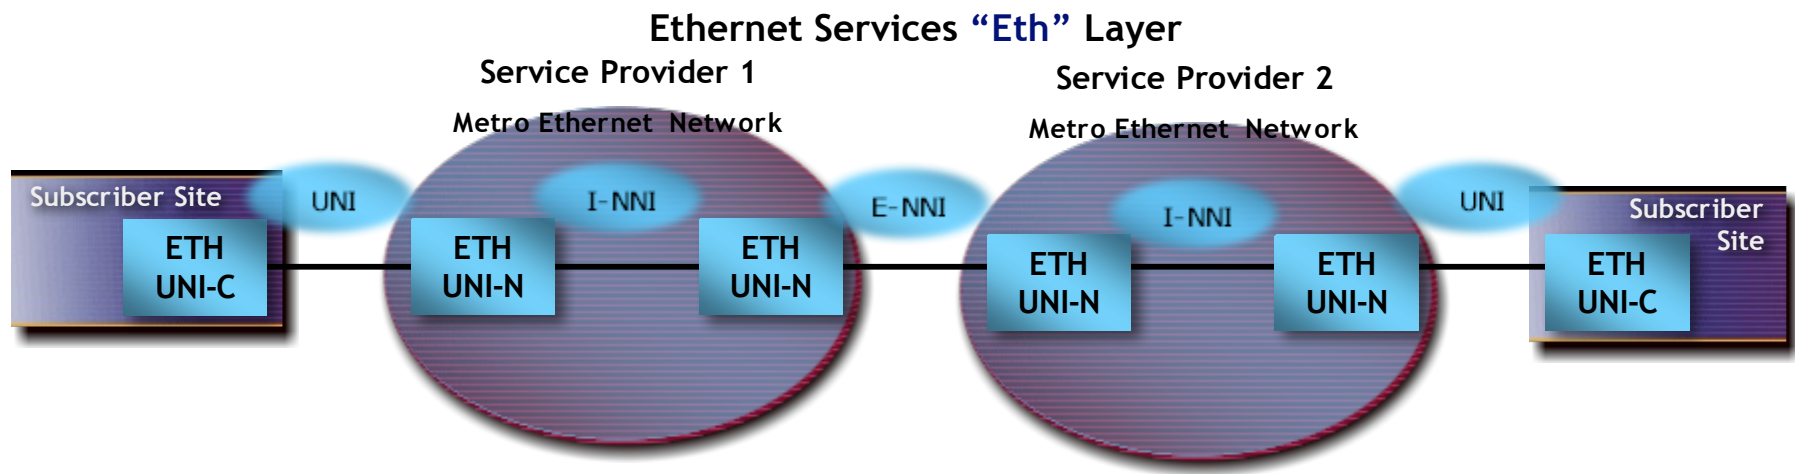 Ethernet Services “Eth” Layer
Service Provider 1
Service Provider 2
Metro Ethernet Network
Metro Ethernet Network
Subscriber Site
UNI
I-NNI
E-NNI
I-NNI
UNI
Subscriber
Site
ETH
UNI-C
ETH
UNI-N
ETH
UNI-N
ETH
UNI-N
ETH
UNI-N
ETH
UNI-C